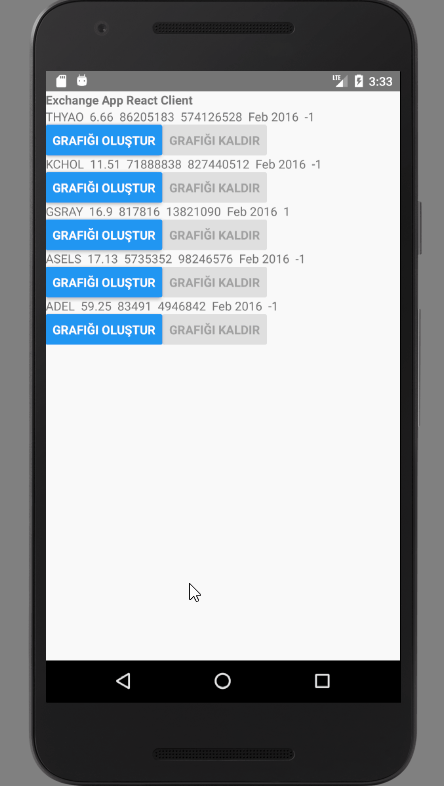 LTE 3:33
Exchange App React Client
THYAO 6.66 86205183 574126528 Feb 2016 -1
GRAFIĞI OLUŞTUR GRAFIĞI KALDIR
KCHOL 11.51 71888838 827440512 Feb 2016 -1
GRAFIĞI OLUŞTUR GRAFIĞI KALDIR
GSRAY 16.9 817816 13821090 Feb 2016 1
GRAFIĞI OLUŞTUR GRAFIĞI KALDIR
ASELS 17.13 5735352 98246576 Feb 2016 -1
GRAFIĞI OLUŞTUR GRAFIĞI KALDIR
ADEL 59.25 83491 4946842 Feb 2016 -1
GRAFIĞI OLUŞTUR GRAFIĞI KALDIR